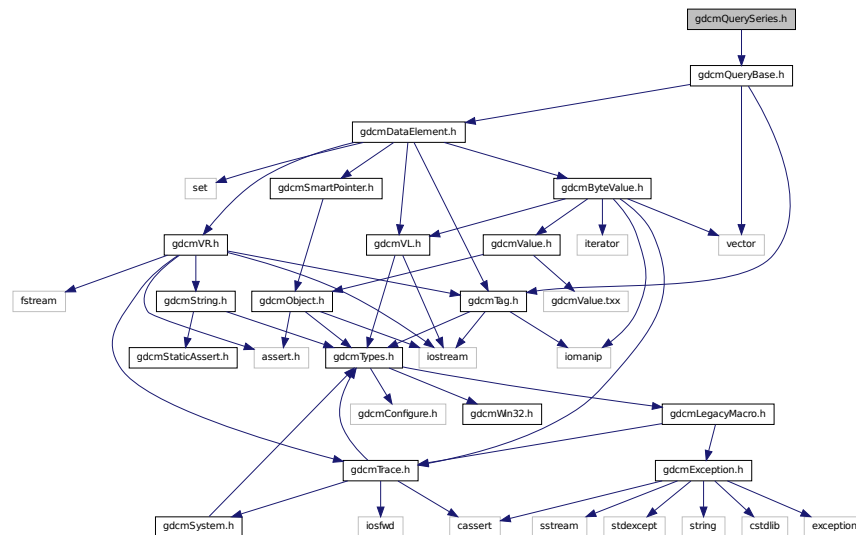 gdcmQuerySeries.h
gdcmQueryBase.h
gdcmDataElement.h
set
gdcmSmartPointer.h
gdcmByteValue.h
gdcmVR.h
gdcmVL.h
gdcmValue.h
iterator
vector
fstream
gdcmString.h
gdcmObject.h
gdcmTag.h
gdcmValue.txx
gdcmStaticAssert.h
assert.h
gdcmTypes.h
iostream
iomanip
gdcmConfigure.h
gdcmWin32.h
gdcmLegacyMacro.h
gdcmTrace.h
gdcmException.h
gdcmSystem.h
iosfwd
cassert
sstream
stdexcept
string
cstdlib
exception